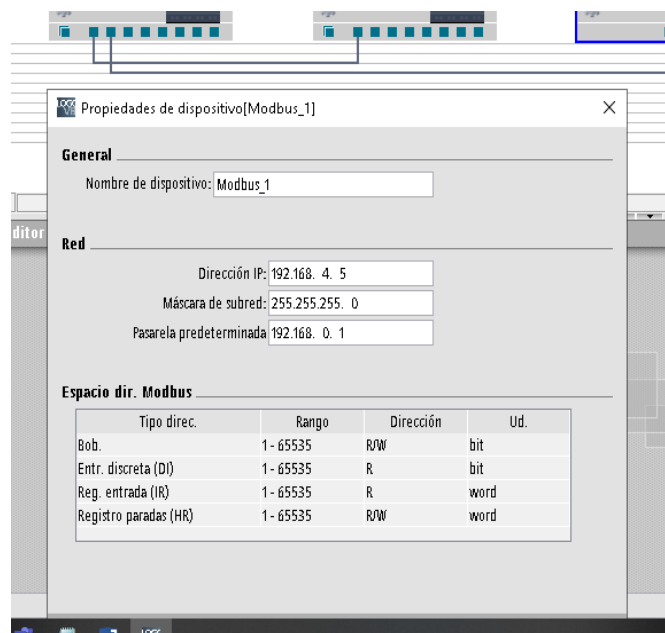 ditor
LOGO V8
Propiedades de dispositivo[Modbus_1]
General
Nombre de dispositivo: Modbus_1
Red
Dirección IP: 192.168. 4. 5
Máscara de subred: 255.255.255. 0
Pasarela predeterminada 192.168. 0. 1
Espacio dir. Modbus
Tipo direc. Rango Dirección Ud.
Bob. 1 - 65535 R/W bit
Entr. discreta (DI) 1 - 65535 R bit
Reg. entrada (IR) 1 - 65535 R word
Registro paradas (HR) 1 - 65535 R/W word
LOGO